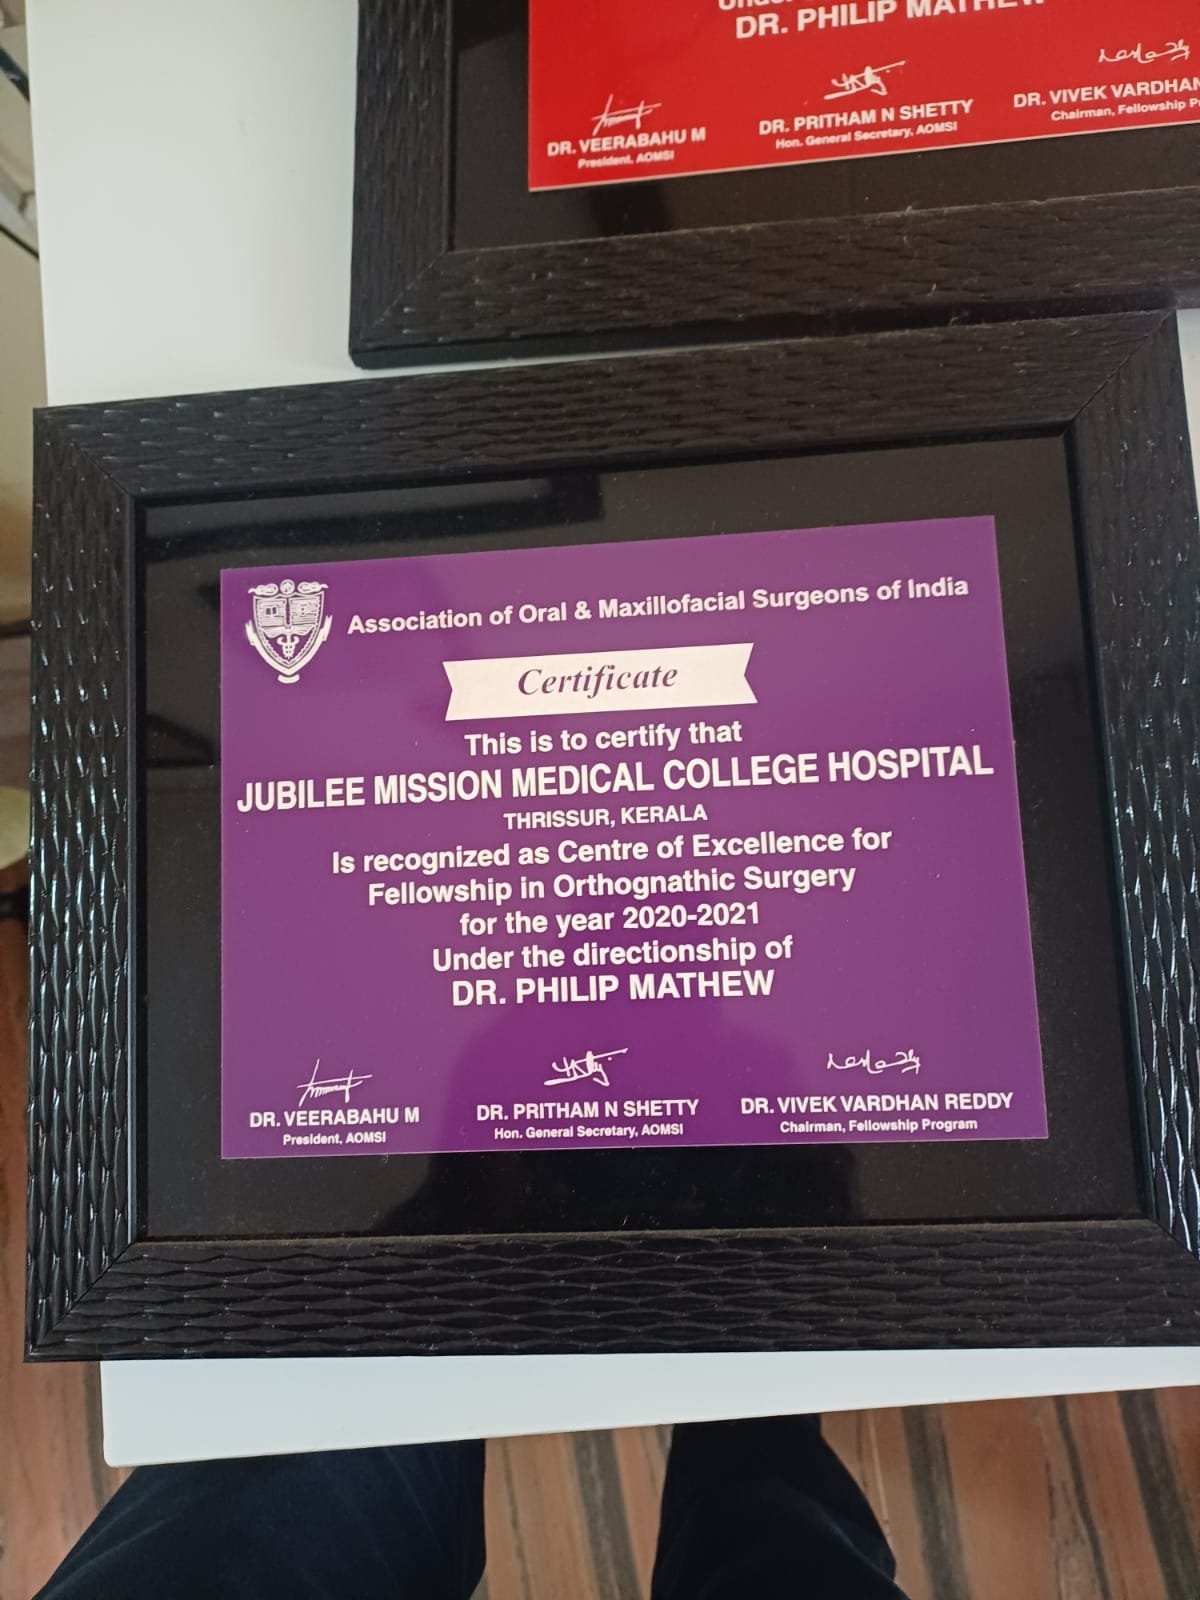 DR. PHILIP MATHEW
DR. VEERABAHU M
President, AOMSI
DR. PRITHAM N SHETTY
Hon. General Secretary, AOMSI
DR. VIVEK VARDHAN
Chairman, Fellowship
Association of Oral & Maxillofacial Surgeons of India
Certificate
This is to certify that
JUBILEE MISSION MEDICAL COLLEGE HOSPITAL
THRISSUR, KERALA
Is recognized as Centre of Excellence for
Fellowship in Orthognathic Surgery
for the year 2020-2021
Under the directionship of
DR. PHILIP MATHEW
DR. VEERABAHU M
President, AOMSI
DR. PRITHAM N SHETTY
Hon. General Secretary, AOMSI
DR. VIVEK VARDHAN REDDY
Chairman, Fellowship Program